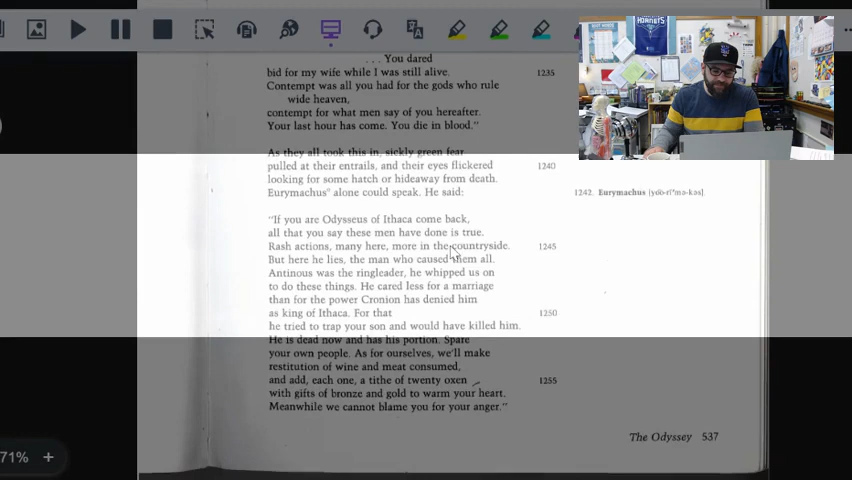 . . . You dared
bid for my wife while I was still alive. 1235
Contempt was all you had for the gods who rule
wide heaven,
contempt for what men say of you hereafter.
Your last hour has come. You die in blood."
As they all took this in, sickly green fear
pulled at their entrails, and their eyes flickered 1240
looking for some hatch or hideaway from death.
Eurymachus° alone could speak. He said:
1242. Eurymachus
"If you are Odysseus of Ithaca come back,
all that you say these men have done is true.
Rash actions, many here, more in the countryside. 1245
But here he lies, the man who caused them all.
Antinous was the ringleader, he whipped us on
to do these things. He cared less for a marriage
than for the power Cronion has denied him
as king of Ithaca. For that 1250
he tried to trap your son and would have killed him.
He is dead now and has his portion. Spare
your own people. As for ourselves, we'll make
restitution of wine and meat consumed,
and add, each one, a tithe of twenty oxen 1255
with gifts of bronze and gold to warm your heart.
Meanwhile we cannot blame you for your anger."
The Odyssey 537
71% +
HORNETS